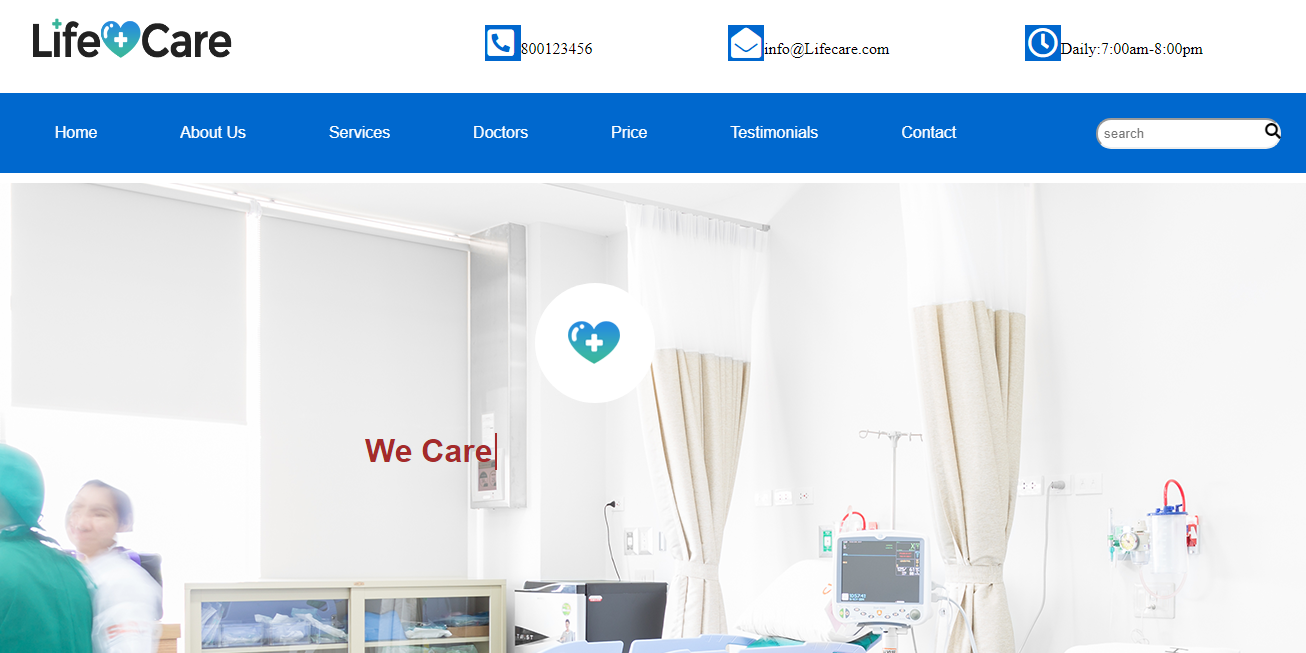 Life Care
800123456
info@Lifecare.com
Daily:7:00am-8:00pm
Home
About Us
Services
Doctors
Price
Testimonials
Contact
search
We Care